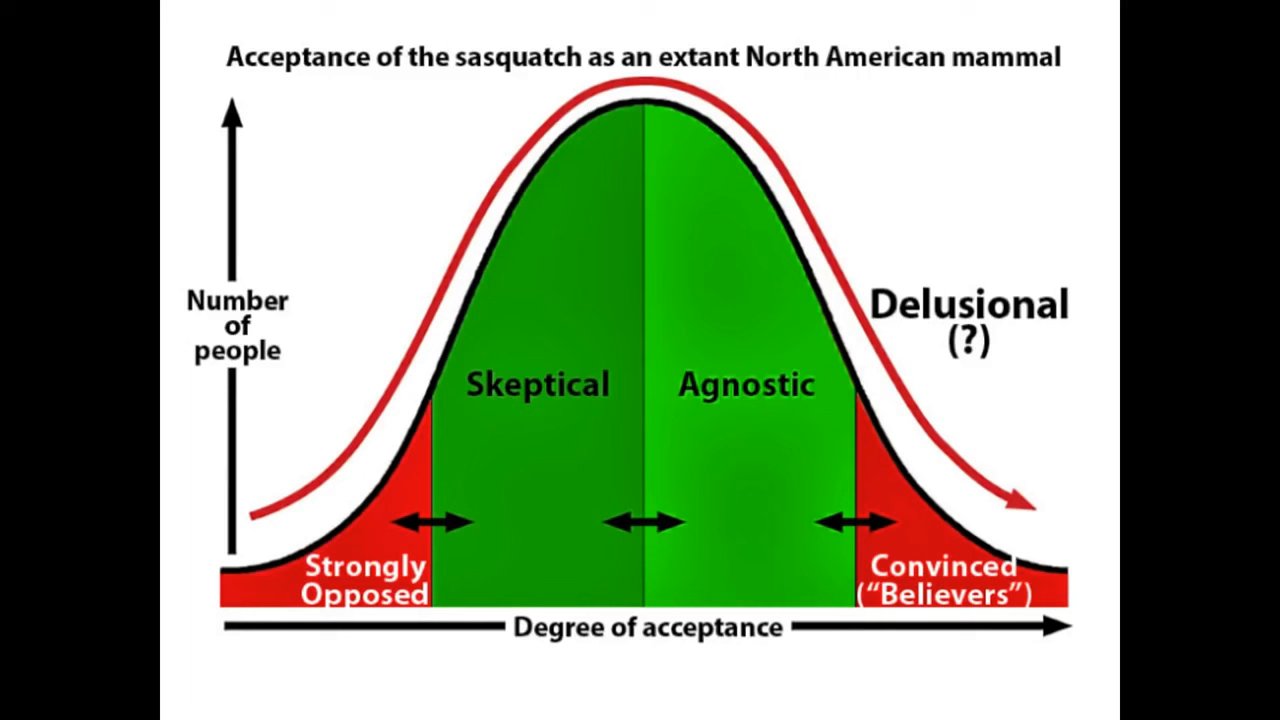 Acceptance of the sasquatch as an extant North American mammal
Number
of
people
Delusional
(?)
Skeptical
Agnostic
Strongly
Opposed
Convinced
(“Believers”)
Degree of acceptance